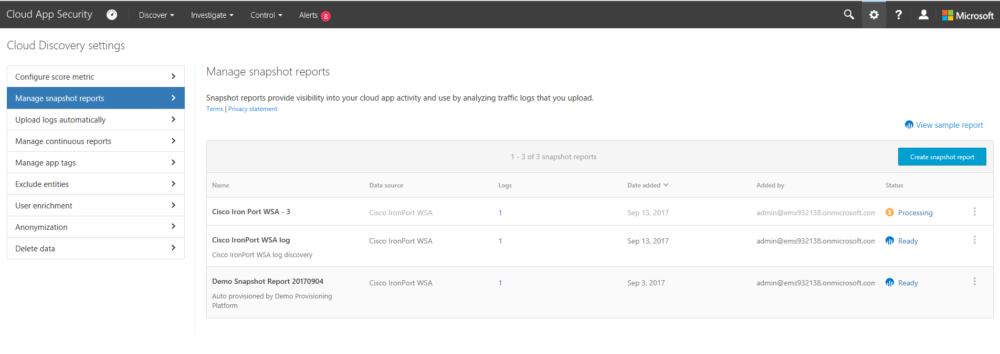 Cloud App Security
Discover
Investigate
Control
Alerts 8
?
Microsoft
Cloud Discovery settings
Configure score metric
Manage snapshot reports
Upload logs automatically
Manage continuous reports
Manage app tags
Exclude entities
User enrichment
Anonymization
Delete data
Manage snapshot reports
Snapshot reports provide visibility into your cloud app activity and use by analyzing traffic logs that you upload.
Terms | Privacy statement
View sample report
1 - 3 of 3 snapshot reports
Create snapshot report
Name Data source Logs Date added Added by Status
Cisco Iron Port WSA - 3 Cisco IronPort WSA 1 Sep 13, 2017 admin@ems932138.onmicrosoft.com Processing
Cisco IronPort WSA log Cisco IronPort WSA 1 Sep 13, 2017 admin@ems932138.onmicrosoft.com Ready
Cisco IronPort WSA log discovery
Demo Snapshot Report 20170904 Cisco IronPort WSA 1 Sep 3, 2017 admin@ems932138.onmicrosoft.com Ready
Auto provisioned by Demo Provisioning
Platform